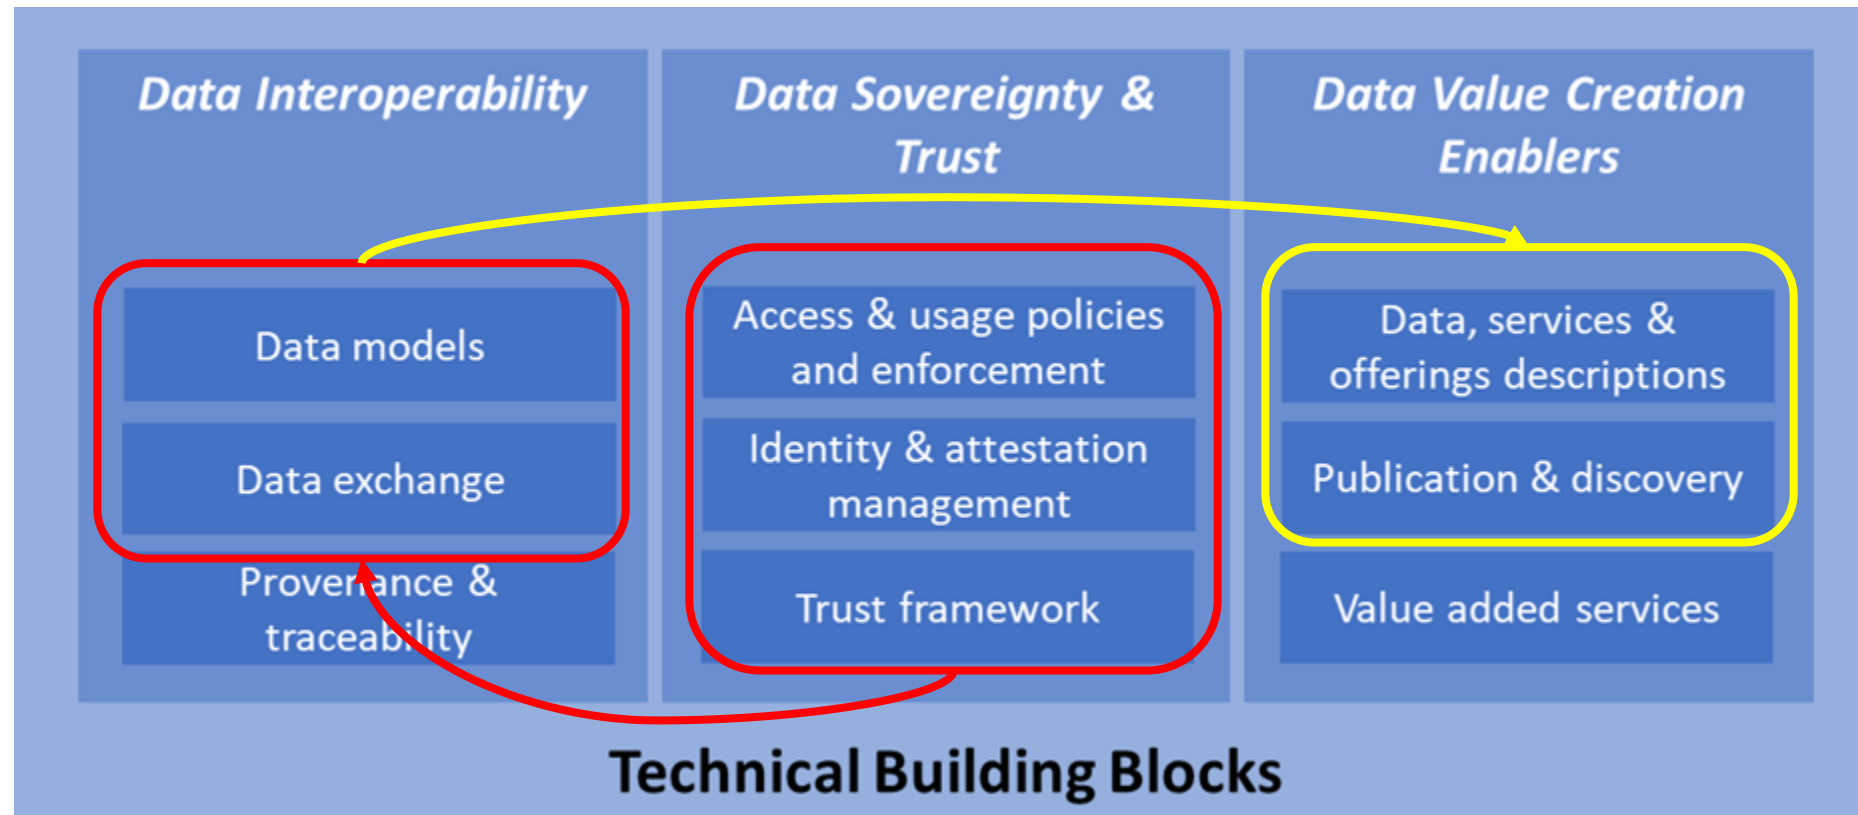 Data Interoperability
Data models
Data exchange
Provenance &
traceability
Data Sovereignty &
Trust
Access & usage policies
and enforcement
Identity & attestation
management
Trust framework
Data Value Creation
Enablers
Data, services &
offerings descriptions
Publication & discovery
Value added services
Technical Building Blocks